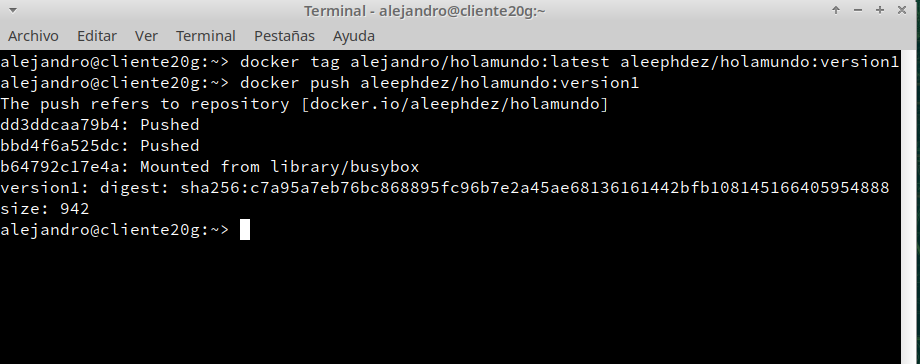 Terminal - alejandro@cliente20g:~
Archivo Editar Ver Terminal Pestañas Ayuda
alejandro@cliente20g:~> docker tag alejandro/holamundo:latest aleephdez/holamundo:version1
alejandro@cliente20g:~> docker push aleephdez/holamundo:version1
The push refers to repository [docker.io/aleephdez/holamundo]
dd3ddcaa79b4: Pushed
bbd4f6a525dc: Pushed
b64792c17e4a: Mounted from library/busybox
version1: digest: sha256:c7a95a7eb76bc868895fc96b7e2a45ae68136161442bfb108145166405954888
size: 942
alejandro@cliente20g:~>